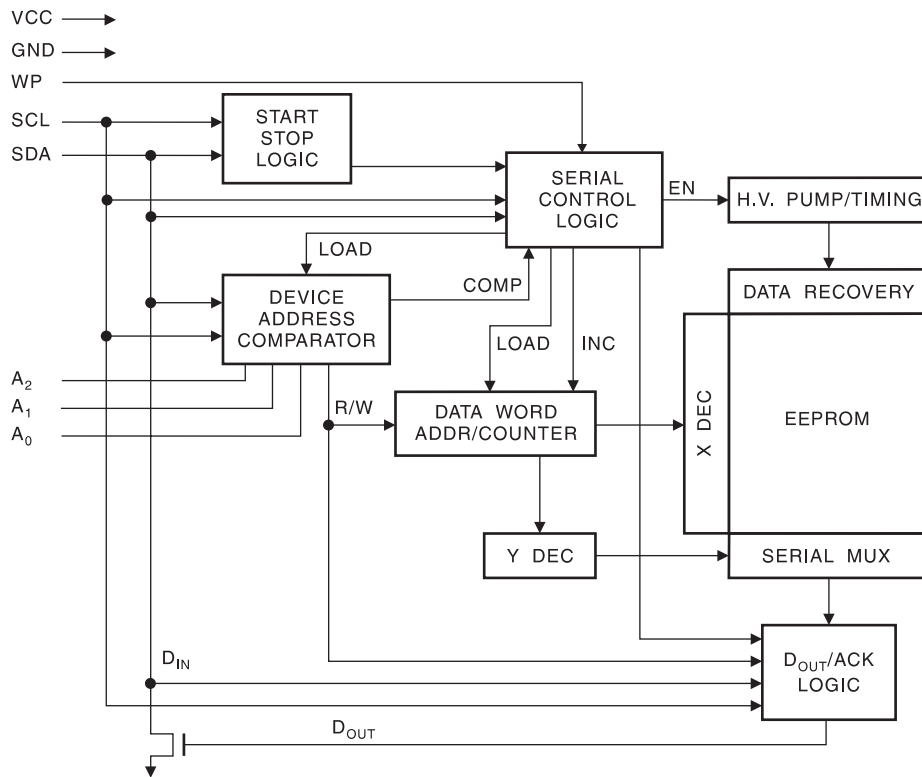 VCC
GND
WP
SCL
SDA
START
STOP
LOGIC
SERIAL
CONTROL
LOGIC
EN
H.V. PUMP/TIMING
LOAD
COMP
DEVICE
ADDRESS
COMPARATOR
LOAD
INC
DATA RECOVERY
A2
A1
A0
R/W
DATA WORD
ADDR/COUNTER
X DEC
EEPROM
Y DEC
SERIAL MUX
DIN
DOUT/ACK
LOGIC
DOUT